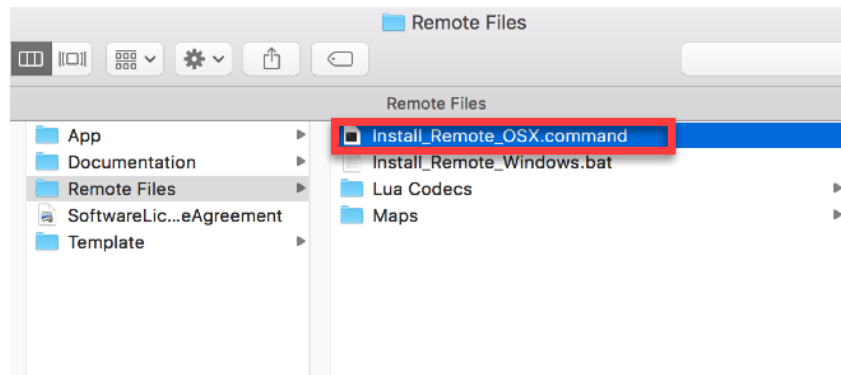 Remote Files
Remote Files
App
Documentation
Remote Files
SoftwareLic...eAgreement
Template
Install_Remote_OSX.command
Install_Remote_Windows.bat
Lua Codecs
Maps